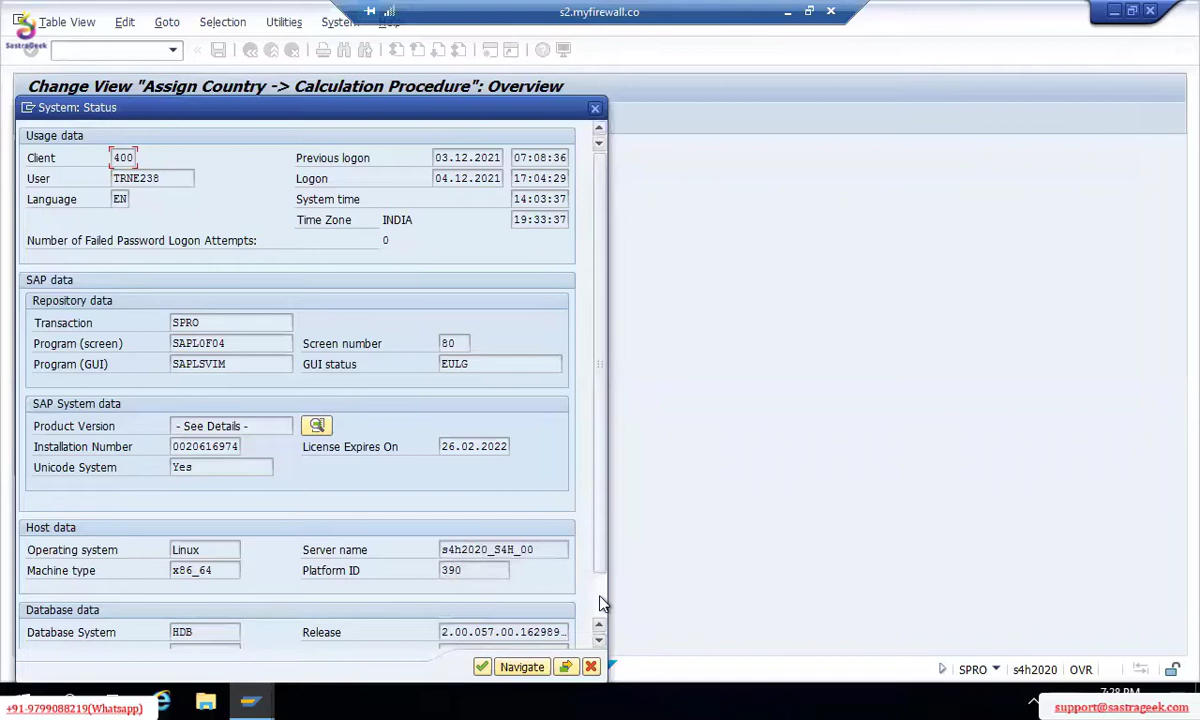 s2.myfirewall.co
Table View Edit Goto Selection Utilities System Help
SastraGeek
Change View "Assign Country -> Calculation Procedure": Overview
System: Status
Usage data
Client 400 Previous logon 03.12.2021 07:08:36
User TRNE238 Logon 04.12.2021 17:04:29
Language EN System time 14:03:37
Time Zone INDIA 19:33:37
Number of Failed Password Logon Attempts: 0
SAP data
Repository data
Transaction SPRO
Program (screen) SAPL0F04 Screen number 80
Program (GUI) SAPLSVIM GUI status EULG
SAP System data
Product Version - See Details -
Installation Number 0020616974 License Expires On 26.02.2022
Unicode System Yes
Host data
Operating system Linux Server name s4h2020_S4H_00
Machine type x86_64 Platform ID 390
Database data
Database System HDB Release 2.00.057.00.162989...
Navigate
SPRO s4h2020 OVR
7:28 PM
+91-9799088219(Whatsapp)
support@sastrageek.com